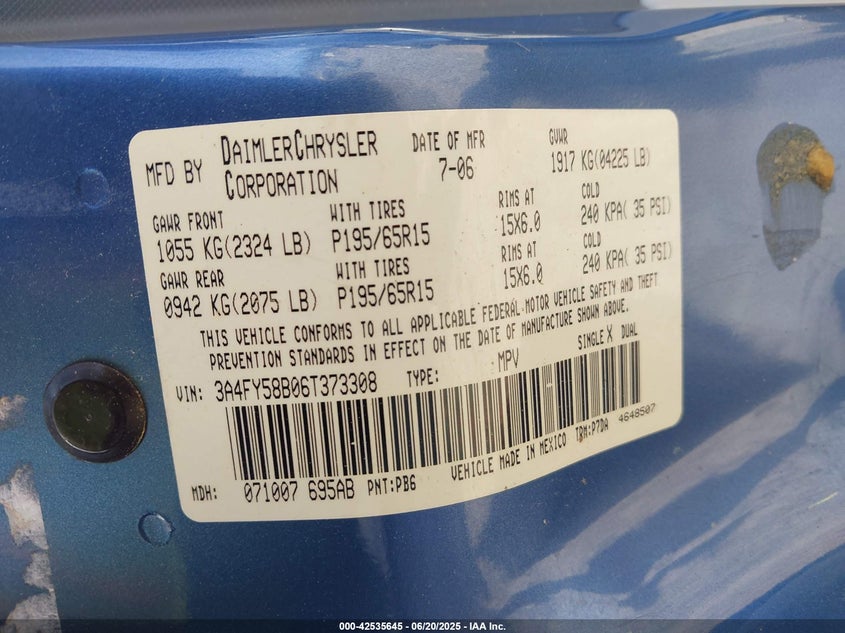 MFD BY DAIMLERCHRYSLER CORPORATION
DATE OF MFR 7-06
GVWR 1917 KG(04225 LB)
GAWR FRONT WITH TIRES RIMS AT COLD
1055 KG(2324 LB) P195/65R15 15X6.0 240 KPA( 35 PSI)
GAWR REAR WITH TIRES RIMS AT COLD
0942 KG(2075 LB) P195/65R15 15X6.0 240 KPA( 35 PSI)
THIS VEHICLE CONFORMS TO ALL APPLICABLE FEDERAL MOTOR VEHICLE SAFETY AND THEFT
PREVENTION STANDARDS IN EFFECT ON THE DATE OF MANUFACTURE SHOWN ABOVE.
VIN: 3A4FY58B06T373308 TYPE: MPV SINGLE X DUAL
4648507
MDH: 071007 695AB PNT:PB6 VEHICLE MADE IN MEXICO TRM:P7DA
000-42535645 - 06/20/2025 - IAA Inc.